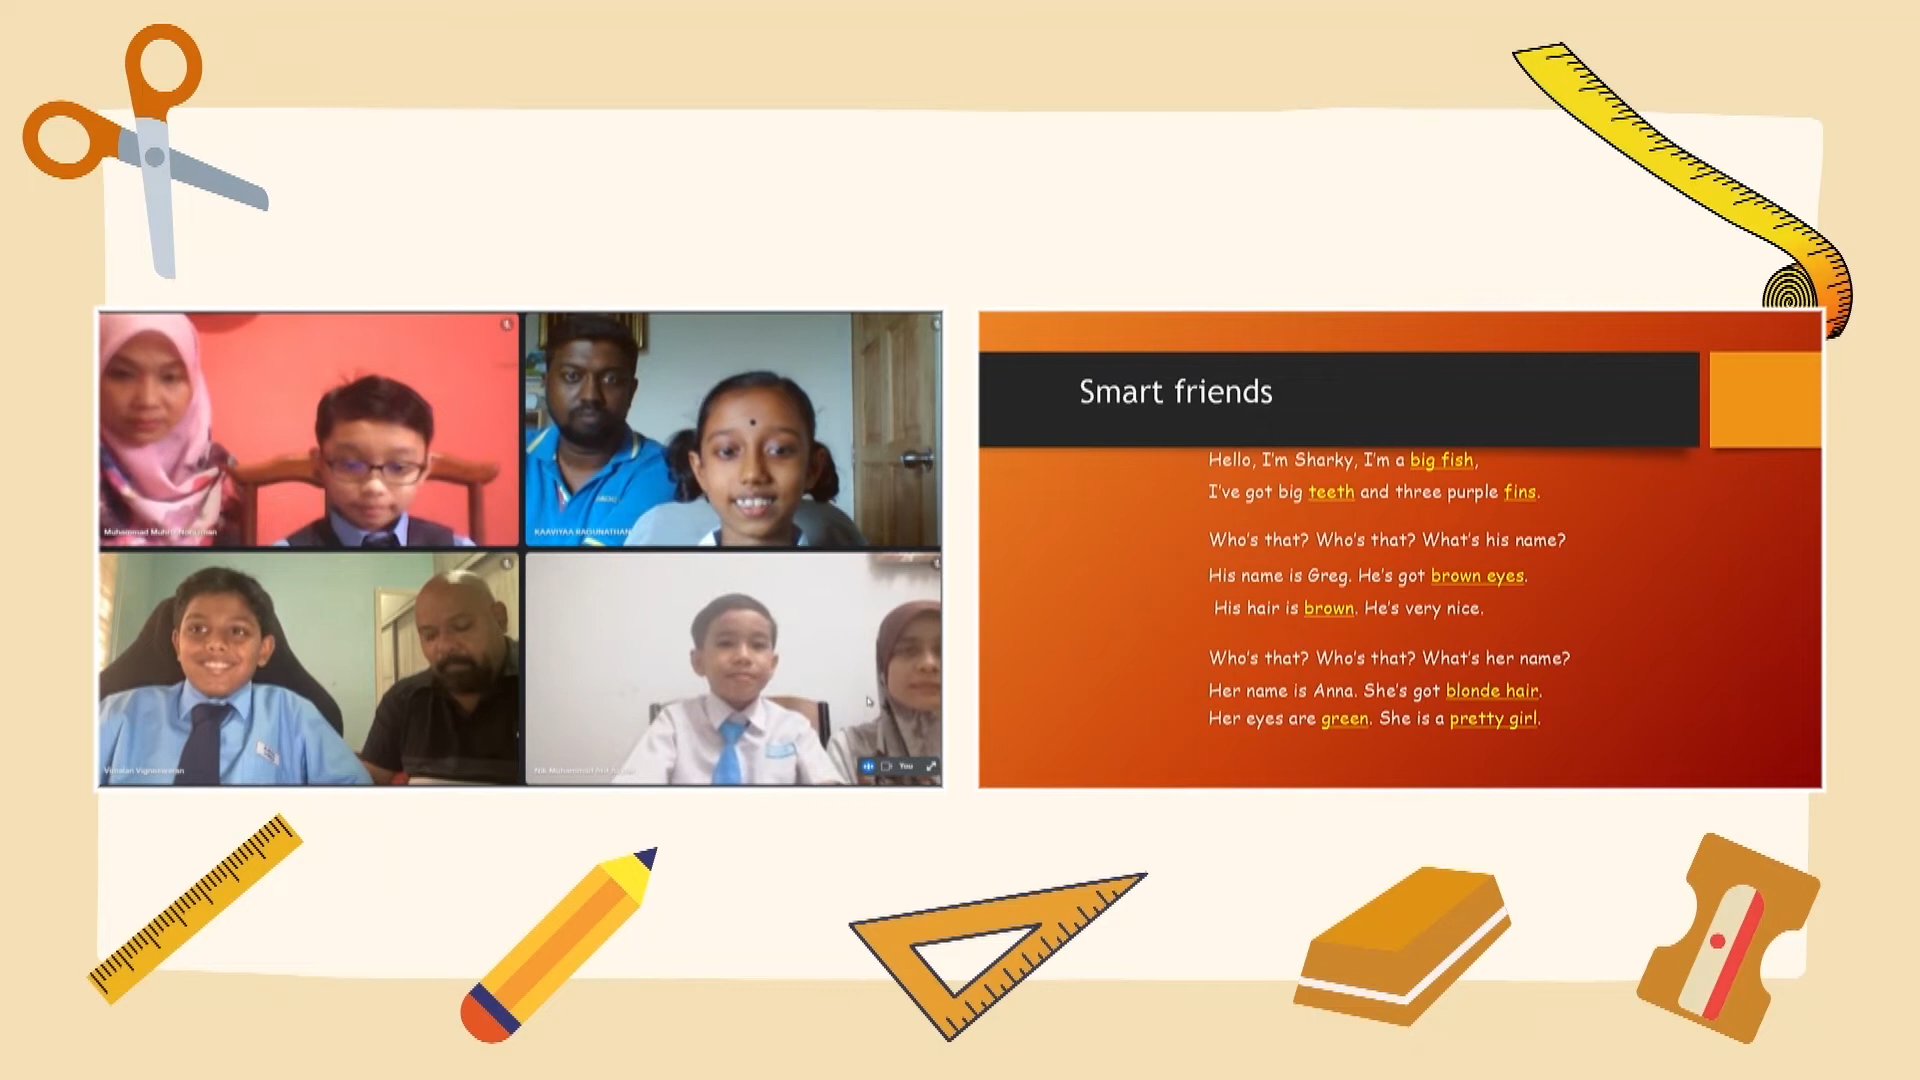 KAAVIYAA RAGUNATHAN
Vimalan Vigneswaran
You
Smart friends
Hello, I'm Sharky, I'm a big fish,
I've got big teeth and three purple fins.
Who's that? Who's that? What's his name?
His name is Greg. He's got brown eyes.
His hair is brown. He's very nice.
Who's that? Who's that? What's her name?
Her name is Anna. She's got blonde hair.
Her eyes are green. She is a pretty girl.